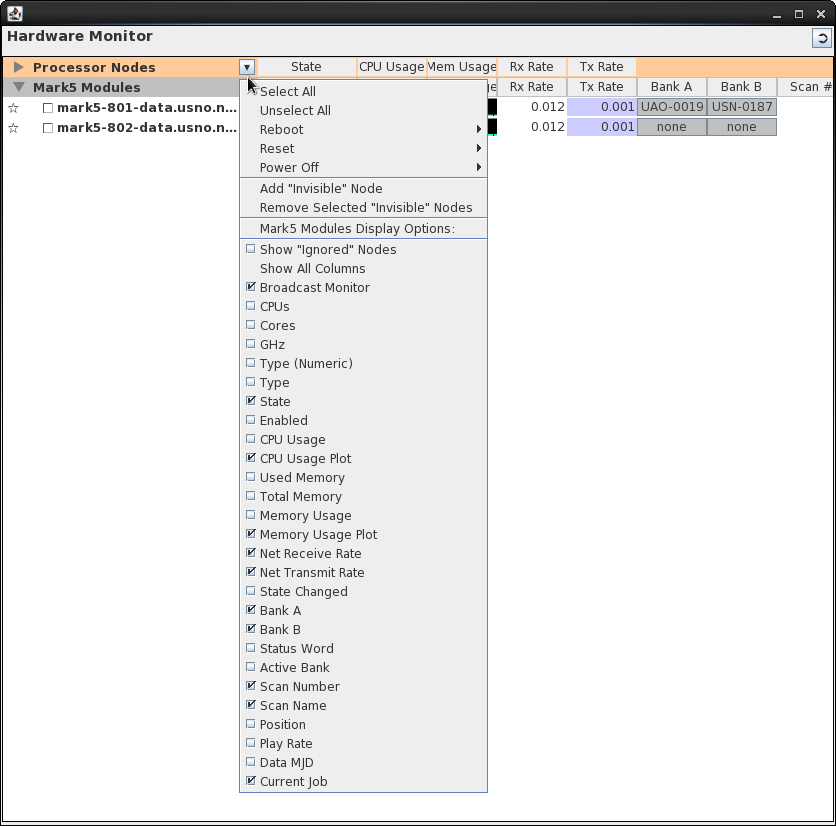 Hardware Monitor
Processor Nodes State CPU Usage Mem Usage Rx Rate Tx Rate
Mark5 Modules Rx Rate Tx Rate Bank A Bank B Scan #
mark5-801-data.usno.n... 0.012 0.001 UAO-0019 USN-0187
mark5-802-data.usno.n... 0.012 0.001 none none
Select All
Unselect All
Reboot
Reset
Power Off
Add "Invisible" Node
Remove Selected "Invisible" Nodes
Mark5 Modules Display Options:
Show "Ignored" Nodes
Show All Columns
Broadcast Monitor
CPUs
Cores
GHz
Type (Numeric)
Type
State
Enabled
CPU Usage
CPU Usage Plot
Used Memory
Total Memory
Memory Usage
Memory Usage Plot
Net Receive Rate
Net Transmit Rate
State Changed
Bank A
Bank B
Status Word
Active Bank
Scan Number
Scan Name
Position
Play Rate
Data MJD
Current Job